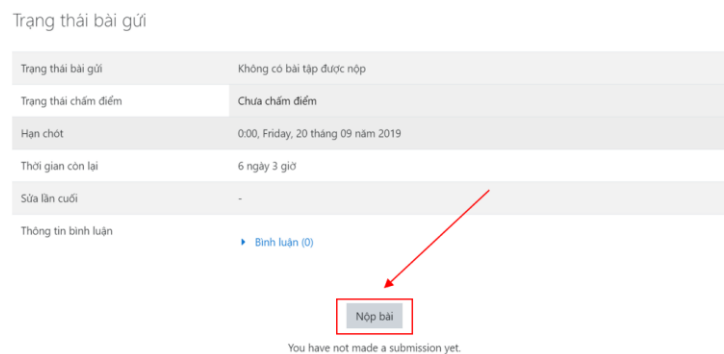 Trạng thái bài gửi
Trạng thái bài gửi Không có bài tập được nộp
Trạng thái chấm điểm Chưa chấm điểm
Hạn chót 0:00, Friday, 20 tháng 09 năm 2019
Thời gian còn lại 6 ngày 3 giờ
Sửa lần cuối -
Thông tin bình luận
Bình luận (0)
Nộp bài
You have not made a submission yet.